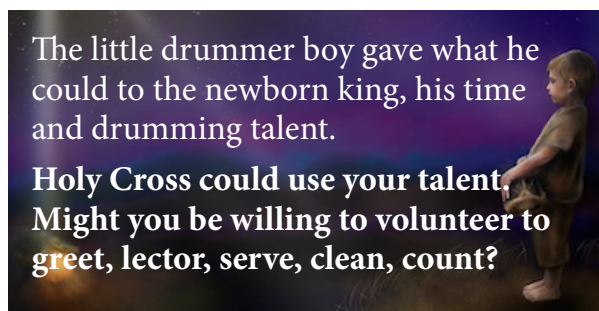 The little drummer boy gave what he
could to the newborn king, his time
and drumming talent.
Holy Cross could use your talent.
Might you be willing to volunteer to
greet, lector, serve, clean, count?